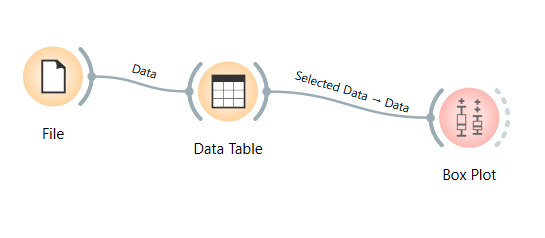 Data
Selected Data → Data
File
Data Table
Box Plot